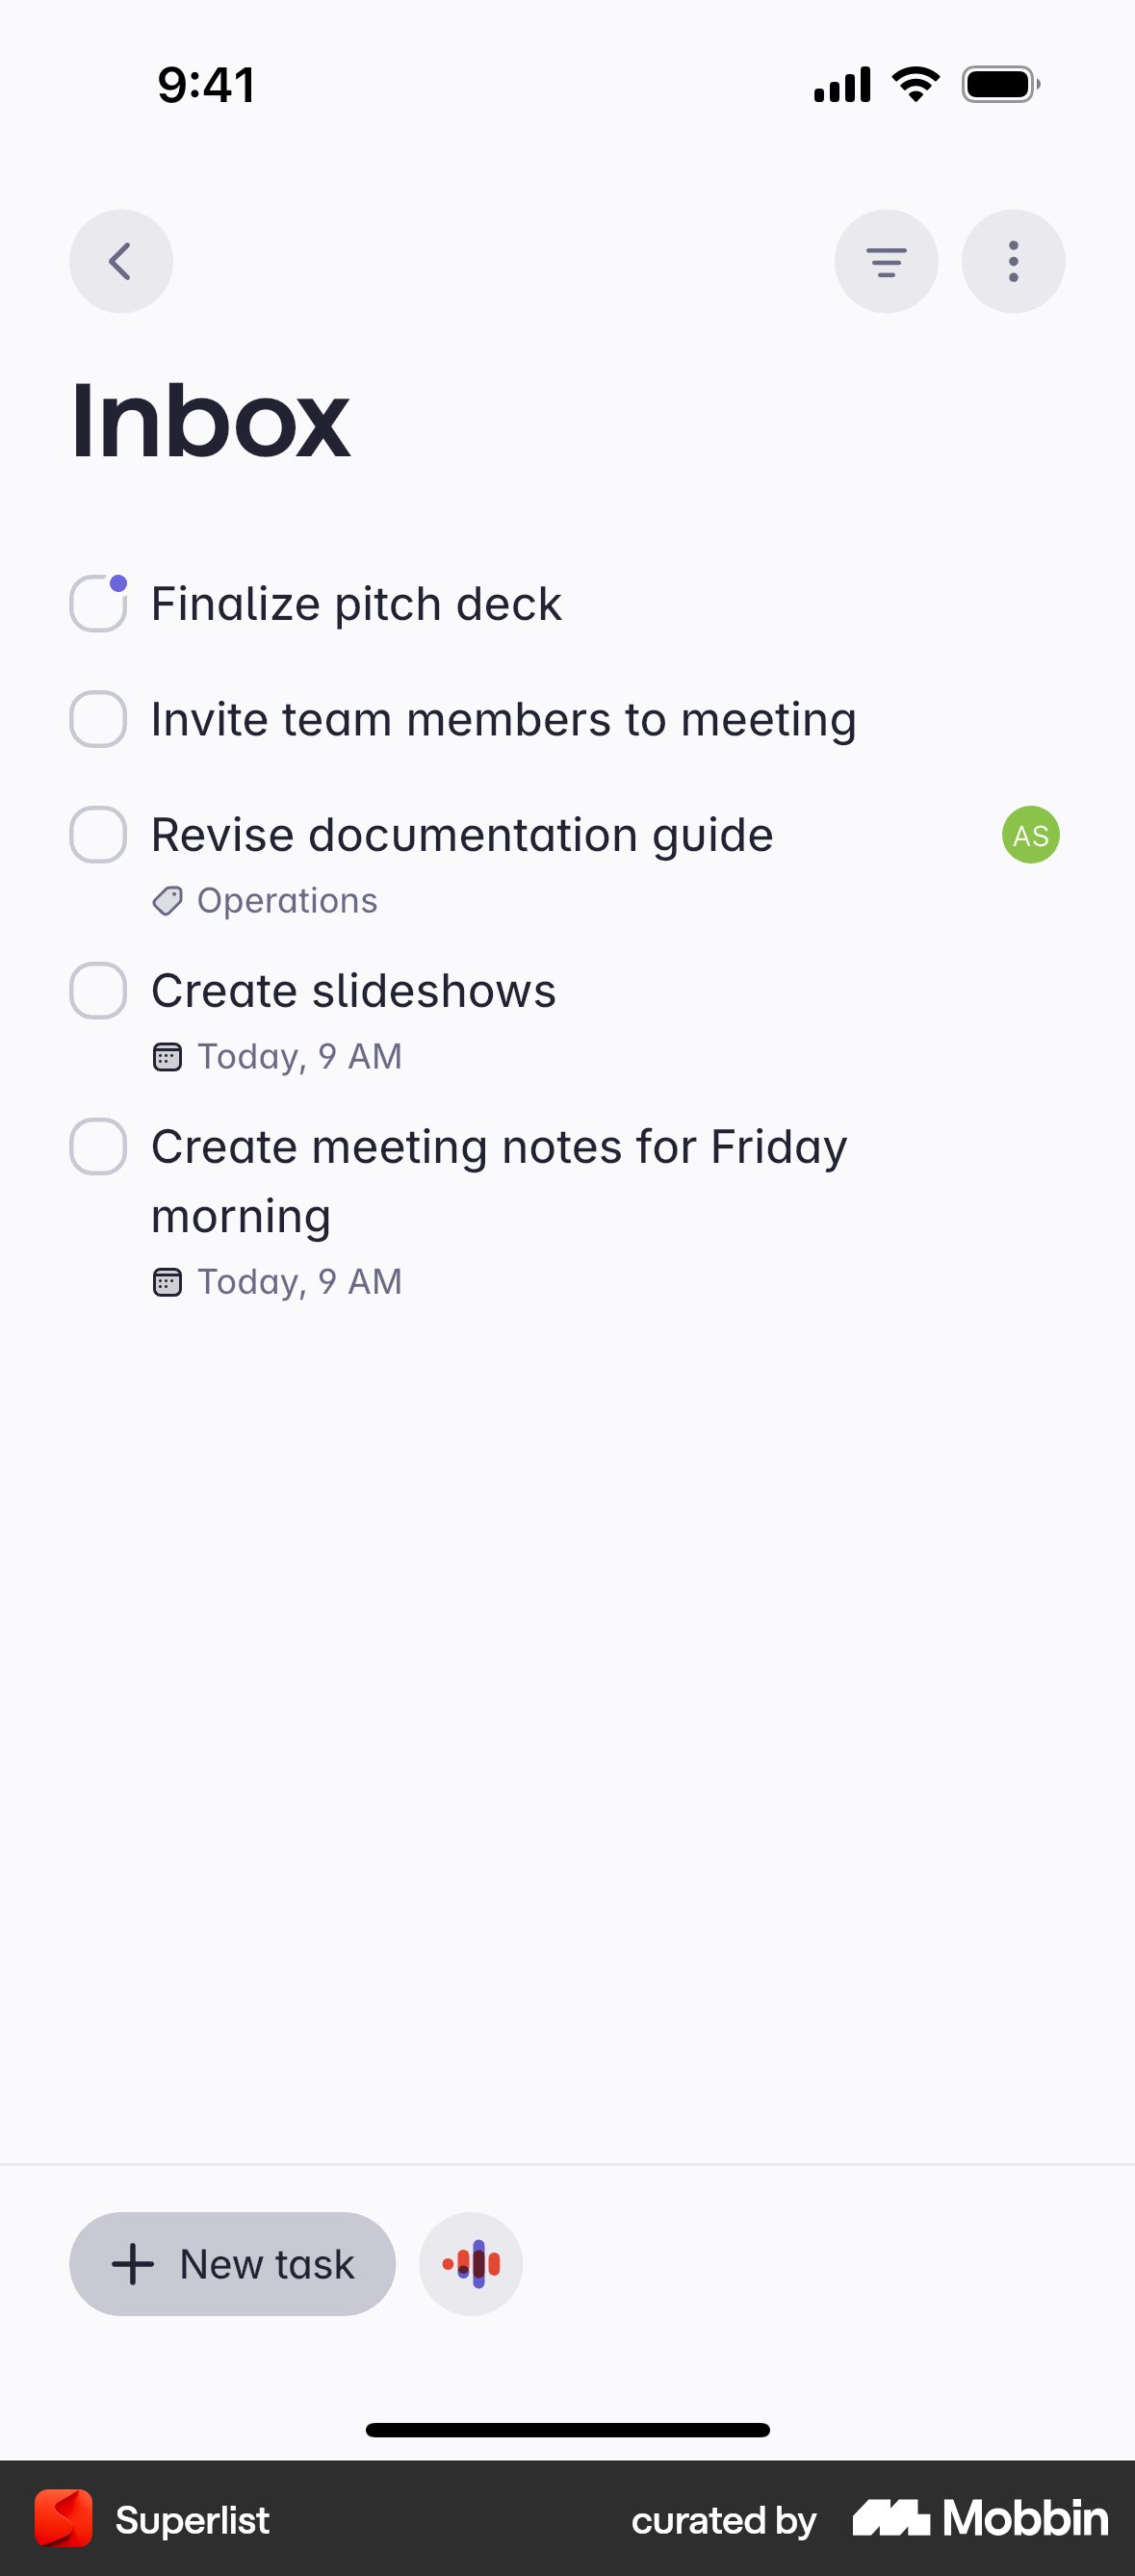 9:41
Inbox
Finalize pitch deck
Invite team members to meeting
Revise documentation guide
AS
Operations
Create slideshows
Today, 9 AM
Create meeting notes for Friday
morning
Today, 9 AM
New task
Superlist
curated by Mobbin